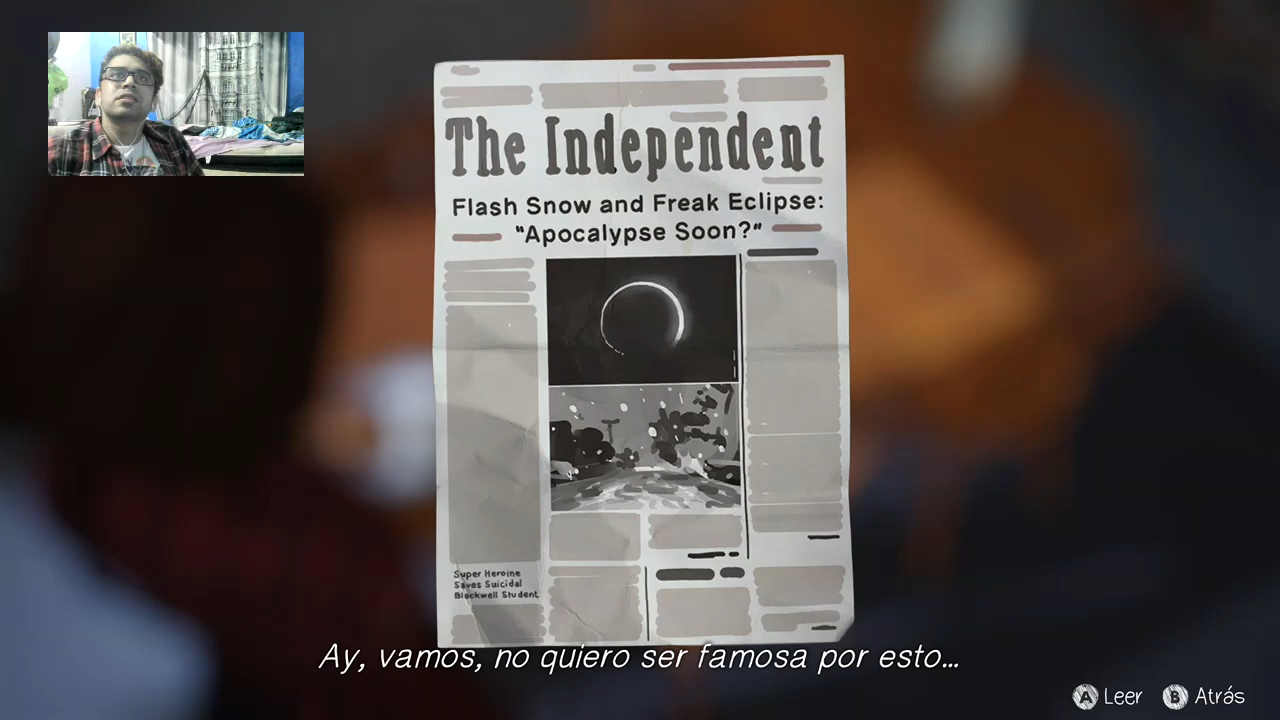 The Independent
Flash Snow and Freak Eclipse:
"Apocalypse Soon?"
Super Heroine
Saves Suicidal
Blackwell Student
Ay, vamos, no quiero ser famosa por esto...
A Leer B Atrás